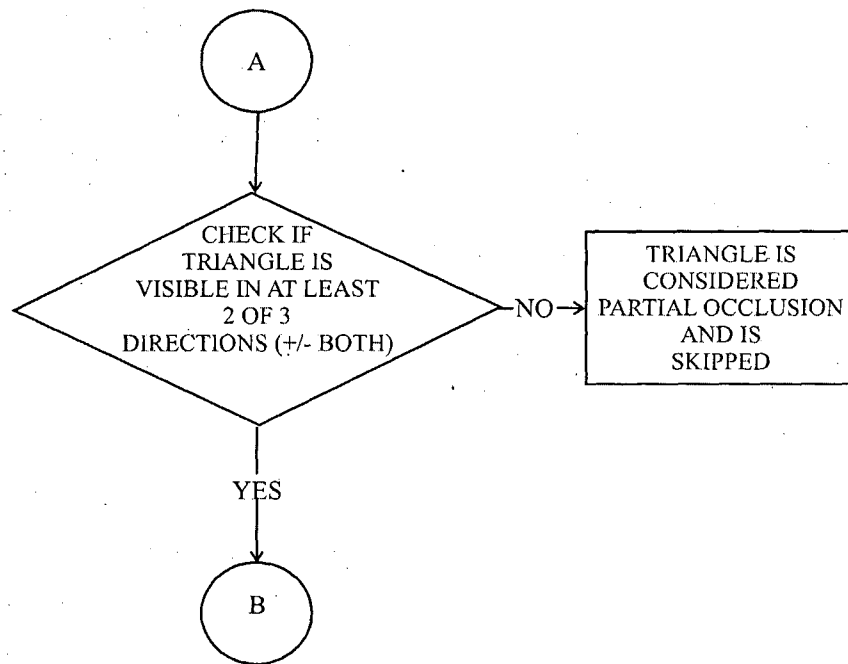 A
CHECK IF
TRIANGLE IS
VISIBLE IN AT LEAST
2 OF 3
DIRECTIONS (+/- BOTH)
NO
TRIANGLE IS
CONSIDERED
PARTIAL OCCLUSION
AND IS
SKIPPED
YES
B